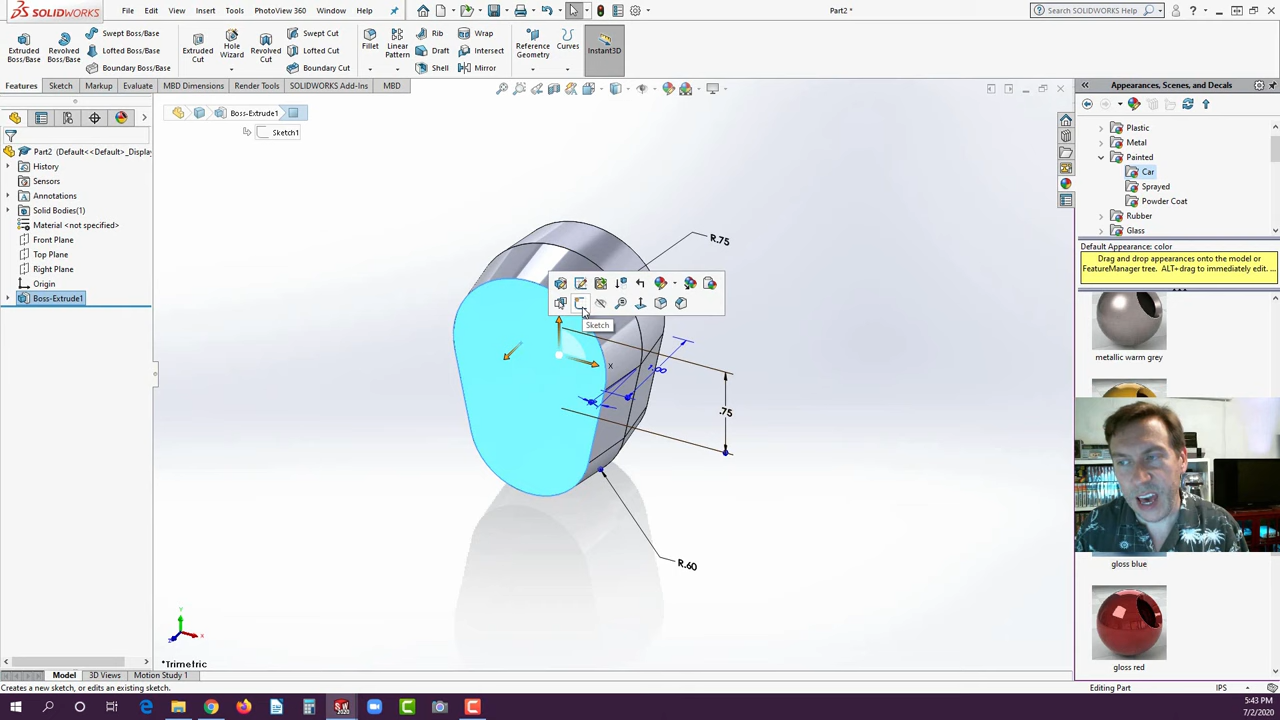 SOLIDWORKS
File Edit View Insert Tools PhotoView 360 Window Help
Part2 *
Search SOLIDWORKS Help
Extruded Boss/Base
Revolved Boss/Base
Swept Boss/Base
Lofted Boss/Base
Boundary Boss/Base
Extruded Cut
Hole Wizard
Revolved Cut
Swept Cut
Lofted Cut
Boundary Cut
Fillet
Linear Pattern
Rib
Draft
Shell
Wrap
Intersect
Mirror
Reference Geometry
Curves
Instant3D
Features Sketch Markup Evaluate MBD Dimensions Render Tools SOLIDWORKS Add-Ins MBD
Appearances, Scenes, and Decals
Boss-Extrude1
Sketch1
Part2 (Default<<Default>_Display
History
Sensors
Annotations
Solid Bodies(1)
Material <not specified>
Front Plane
Top Plane
Right Plane
Origin
Boss-Extrude1
R.75
Sketch
X
1.00
.75
R.60
Y
X
Z
*Trimetric
Plastic
Metal
Painted
Car
Sprayed
Powder Coat
Rubber
Glass
Default Appearance: color
Drag and drop appearances onto the model or
FeatureManager tree. ALT+drag to immediately edit. ...
metallic warm grey
gloss blue
gloss red
Model 3D Views Motion Study 1
Creates a new sketch, or edits an existing sketch.
Editing Part
IPS
SW
2020
5:43 PM
7/2/2020